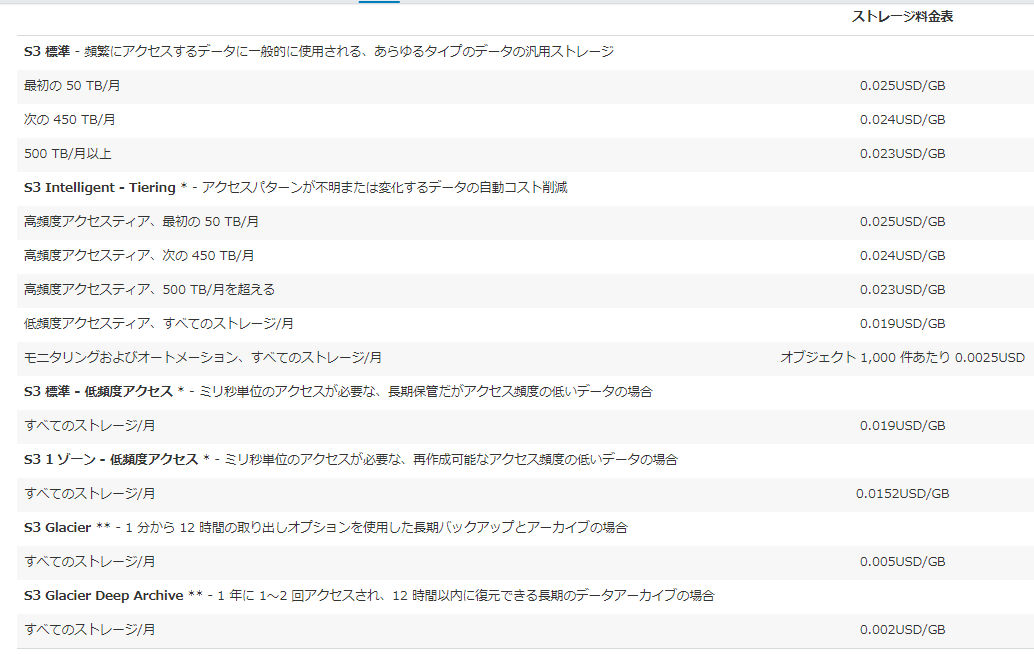 ストレージ料金表
S3 標準 - 頻繁にアクセスするデータに一般的に使用される、あらゆるタイプのデータの汎用ストレージ
最初の 50 TB/月 0.025USD/GB
次の 450 TB/月 0.024USD/GB
500 TB/月以上 0.023USD/GB
S3 Intelligent - Tiering * - アクセスパターンが不明または変化するデータの自動コスト削減
高頻度アクセスティア、最初の 50 TB/月 0.025USD/GB
高頻度アクセスティア、次の 450 TB/月 0.024USD/GB
高頻度アクセスティア、500 TB/月を超える 0.023USD/GB
低頻度アクセスティア、すべてのストレージ/月 0.019USD/GB
モニタリングおよびオートメーション、すべてのストレージ/月 オブジェクト 1,000 件あたり 0.0025USD
S3 標準 - 低頻度アクセス * - ミリ秒単位のアクセスが必要な、長期保管だがアクセス頻度の低いデータの場合
すべてのストレージ/月 0.019USD/GB
S3 1 ゾーン - 低頻度アクセス * - ミリ秒単位のアクセスが必要な、再作成可能なアクセス頻度の低いデータの場合
すべてのストレージ/月 0.0152USD/GB
S3 Glacier ** - 1 分から 12 時間の取り出しオプションを使用した長期バックアップとアーカイブの場合
すべてのストレージ/月 0.005USD/GB
S3 Glacier Deep Archive ** - 1 年に 1～2 回アクセスされ、12 時間以内に復元できる長期のデータアーカイブの場合
すべてのストレージ/月 0.002USD/GB